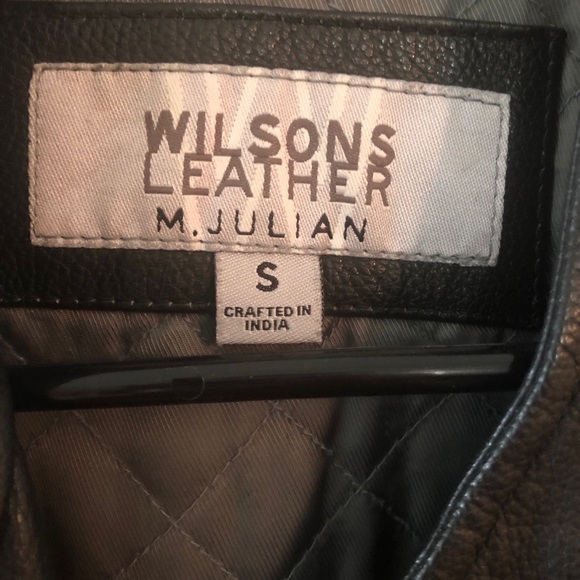 WILSONS
LEATHER
M.JULIAN
S
CRAFTED IN
INDIA